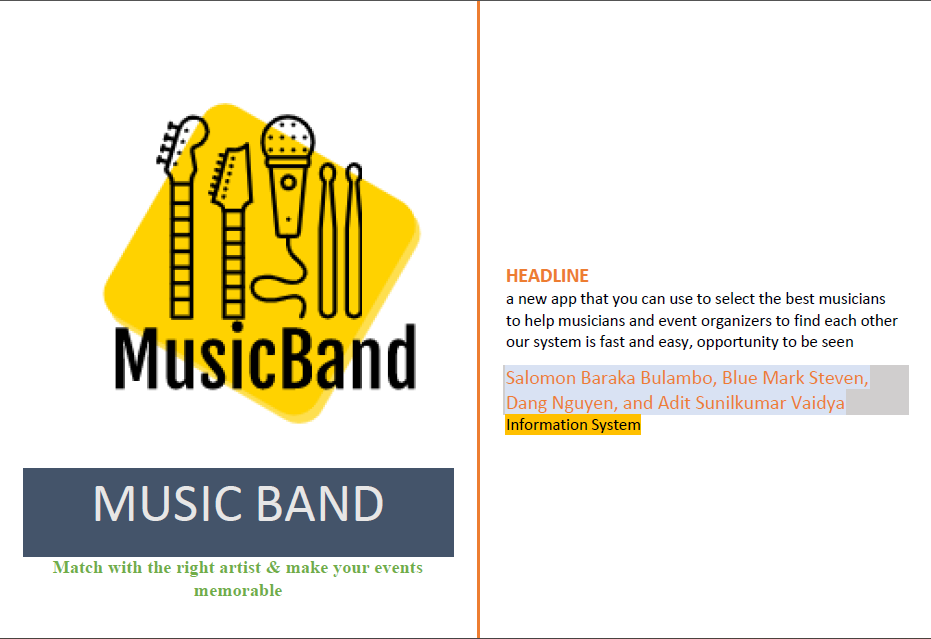 MusicBand
MUSIC BAND
Match with the right artist & make your events
memorable
HEADLINE
a new app that you can use to select the best musicians
to help musicians and event organizers to find each other
our system is fast and easy, opportunity to be seen
Salomon Baraka Bulambo, Blue Mark Steven,
Dang Nguyen, and Adit Sunilkumar Vaidya
Information System